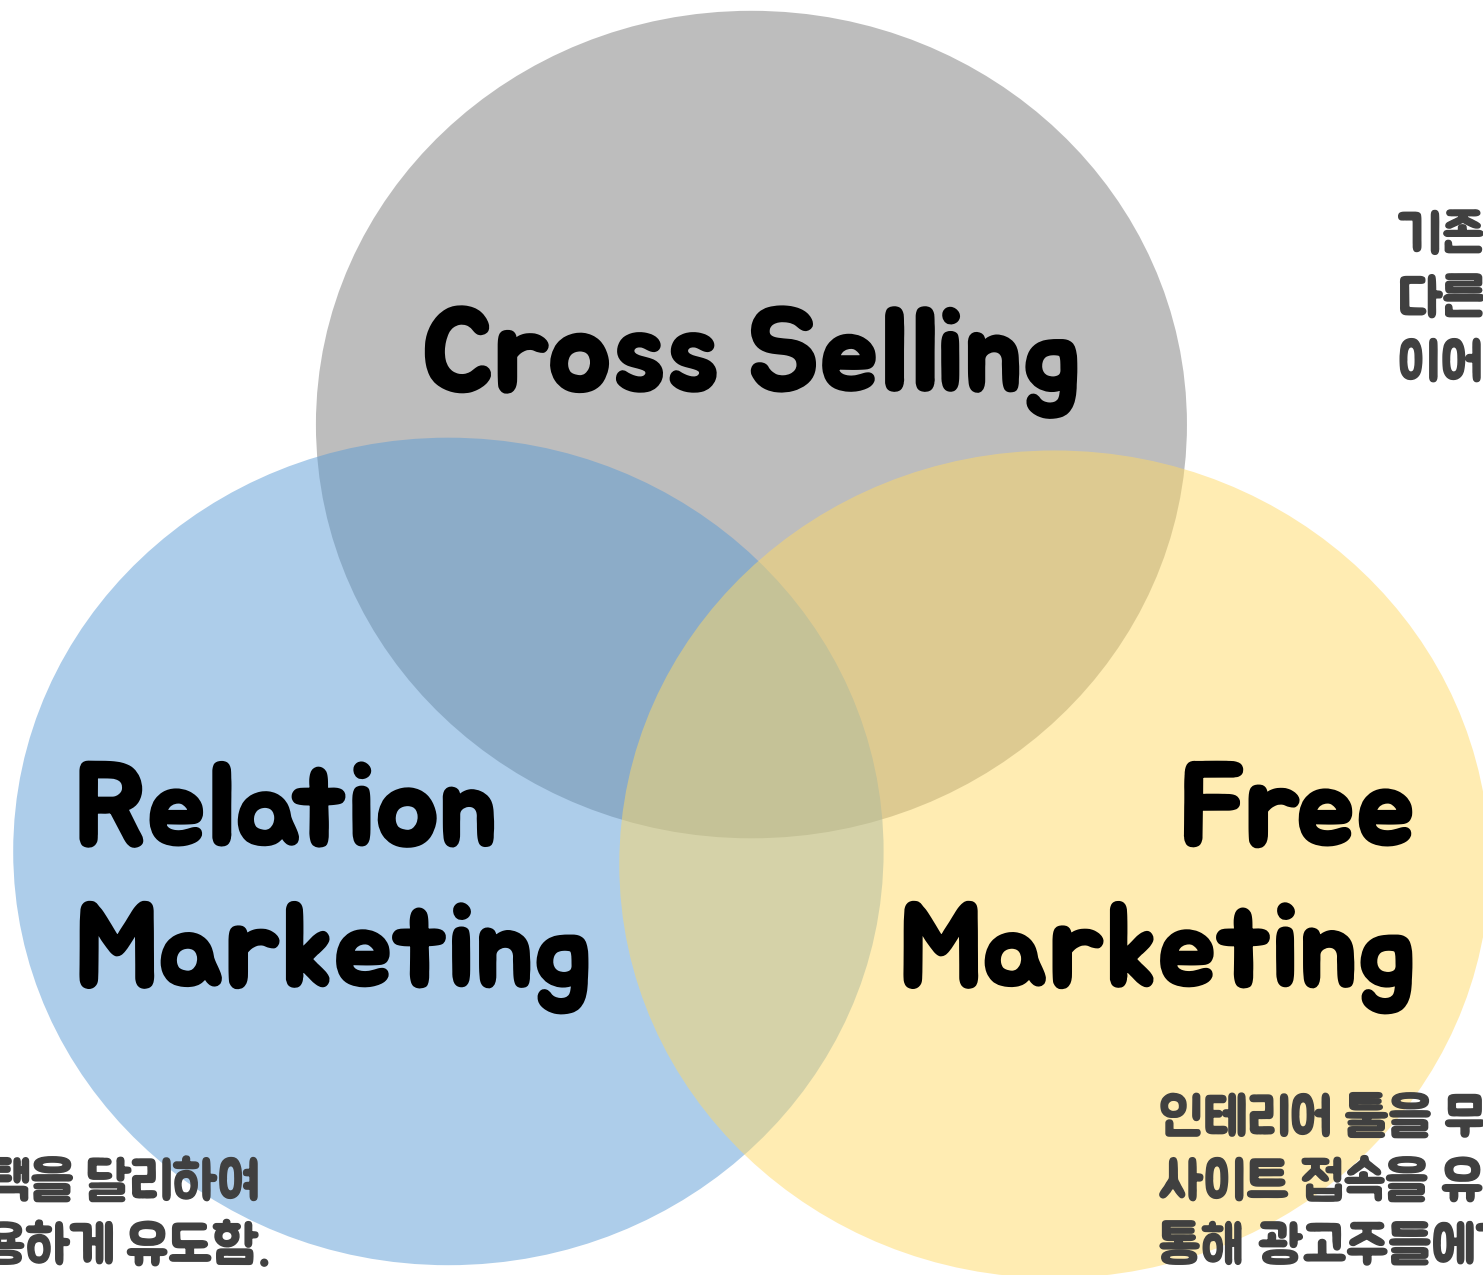 Cross Selling
기존
다른
이어
Relation
Marketing
Free
Marketing
택을 달리하여
용하게 유도함.
인테리어 툴을 무
사이트 접속을 유
통해 광고주들에